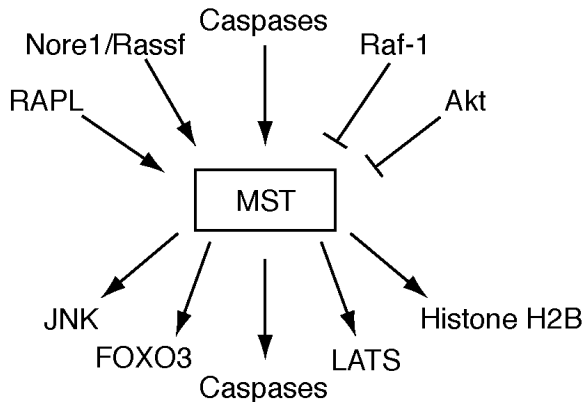 Caspases
Nore1/Rassf
Raf-1
RAPL
Akt
MST
JNK
Histone H2B
FOXO3
LATS
Caspases